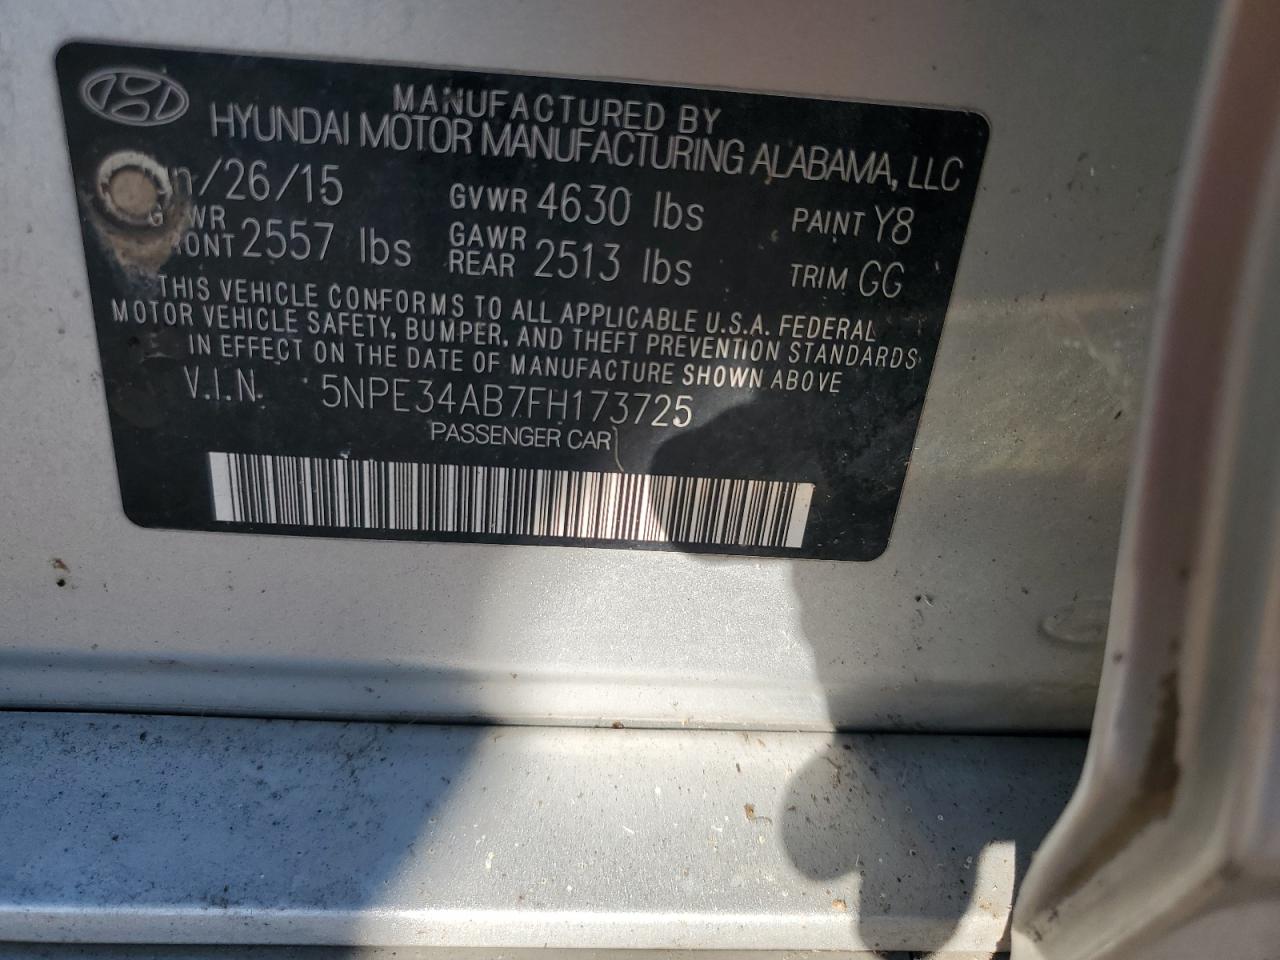 MANUFACTURED BY
HYUNDAI MOTOR MANUFACTURING ALABAMA, LLC
/26/15 GVWR 4630 lbs PAINT Y8
2557 lbs GAWR REAR 2513 lbs TRIM GG
THIS VEHICLE CONFORMS TO ALL APPLICABLE U.S.A. FEDERAL
MOTOR VEHICLE SAFETY, BUMPER, AND THEFT PREVENTION STANDARDS
IN EFFECT ON THE DATE OF MANUFACTURE SHOWN ABOVE
V.I.N. 5NPE34AB7FH173725
PASSENGER CAR